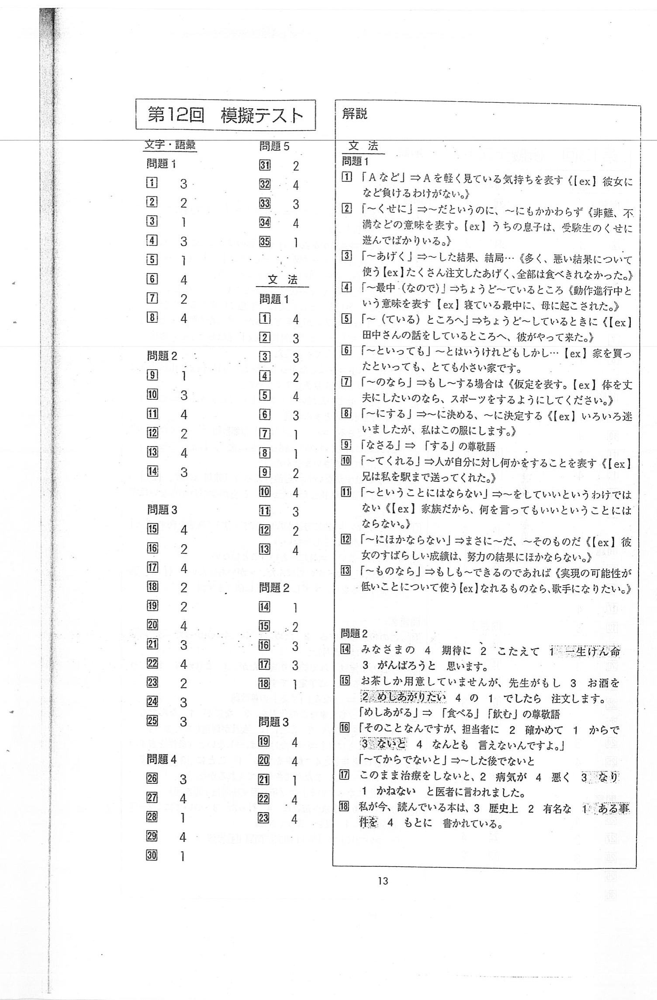 第12回 模擬テスト
文字・語彙
問題1
1 3
2 2
3 1
4 3
5 1
6 4
7 2
8 4
問題2
9 1
10 3
11 4
12 2
13 4
14 3
問題3
15 4
16 2
17 4
18 2
19 2
20 4
21 3
22 4
23 2
24 3
25 3
問題4
26 3
27 4
28 1
29 4
30 1
問題5
31 2
32 4
33 3
34 4
35 1
文 法
問題1
1 4
2 3
3 3
4 2
5 4
6 3
7 1
8 1
9 2
10 4
11 3
12 2
13 4
問題2
14 1
15 2
16 3
17 3
18 1
問題3
19 4
20 4
21 1
22 4
23 4
解説
文 法
問題1
1 「Aなど」⇒Aを軽く見ている気持ちを表す《【ex】彼女に
など負けるわけがない。》
2 「～くせに」⇒～だというのに、～にもかかわらず《非難、不
満などの意味を表す。【ex】うちの息子は、受験生のくせに
遊んでばかりいる。》
3 「～あげく」⇒～した結果、結局…《多く、悪い結果について
使う【ex】たくさん注文したあげく、全部は食べきれなかった。》
4 「～最中（なので）」⇒ちょうど～ているところ《動作進行中と
いう意味を表す【ex】寝ている最中に、母に起こされた。》
5 「～（ている）ところへ」⇒ちょうど～しているときに《【ex】
田中さんの話をしているところへ、彼がやって来た。》
6 「～といっても」～とはいうけれどもしかし…【ex】家を買っ
たといっても、とても小さい家です。
7 「～のなら」⇒もし～する場合は《仮定を表す。【ex】体を丈
夫にしたいのなら、スポーツをするようにしてください。》
8 「～にする」⇒～に決める、～に決定する《【ex】いろいろ迷
いましたが、私はこの服にします。》
9 「なさる」⇒「する」の尊敬語
10 「～てくれる」⇒人が自分に対し何かをすることを表す《【ex】
兄は私を駅まで送ってくれた。》
11 「～ということにはならない」⇒～をしていいというわけでは
ない《【ex】家族だから、何を言ってもいいということには
ならない。》
12 「～にほかならない」⇒まさに～だ、～そのものだ《【ex】彼
女のすばらしい成績は、努力の結果にほかならない。》
13 「～ものなら」⇒もしも～できるのであれば《実現の可能性が
低いことについて使う【ex】なれるものなら、歌手になりたい。》
問題2
14 みなさまの 4 期待に 2 こたえて 1 一生けん命
3 がんばろうと 思います。
15 お茶しか用意していませんが、先生がもし 3 お酒を
2 めしあがりたい 4 の 1 でしたら 注文します。
「めしあがる」⇒「食べる」「飲む」の尊敬語
16 「そのことなんですが、担当者に 2 確かめて 1 からで
3 ないと 4 なんとも 言えないんですよ。」
「～てからでないと」⇒～した後でないと
17 このまま治療をしないと、2 病気が 4 悪く 3 なり
1 かねない と医者に言われました。
18 私が今、読んでいる本は、3 歴史上 2 有名な 1 ある事
件を 4 もとに 書かれている。
13